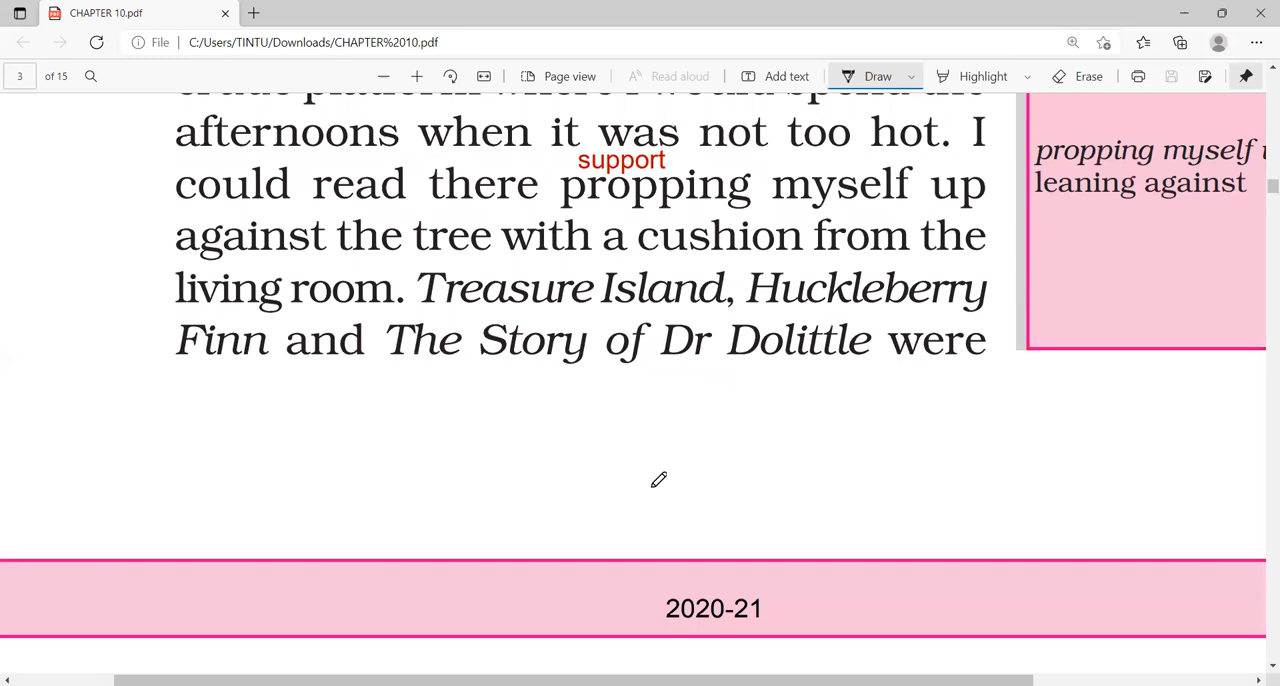 CHAPTER 10.pdf
File
C:/Users/TINTU/Downloads/CHAPTER%2010.pdf
3 of 15
Page view
Read aloud
Add text
Draw
Highlight
Erase
afternoons when it was not too hot. I
support
could read there propping myself up
against the tree with a cushion from the
living room. Treasure Island, Huckleberry
Finn and The Story of Dr Dolittle were
propping myself
leaning against
2020-21